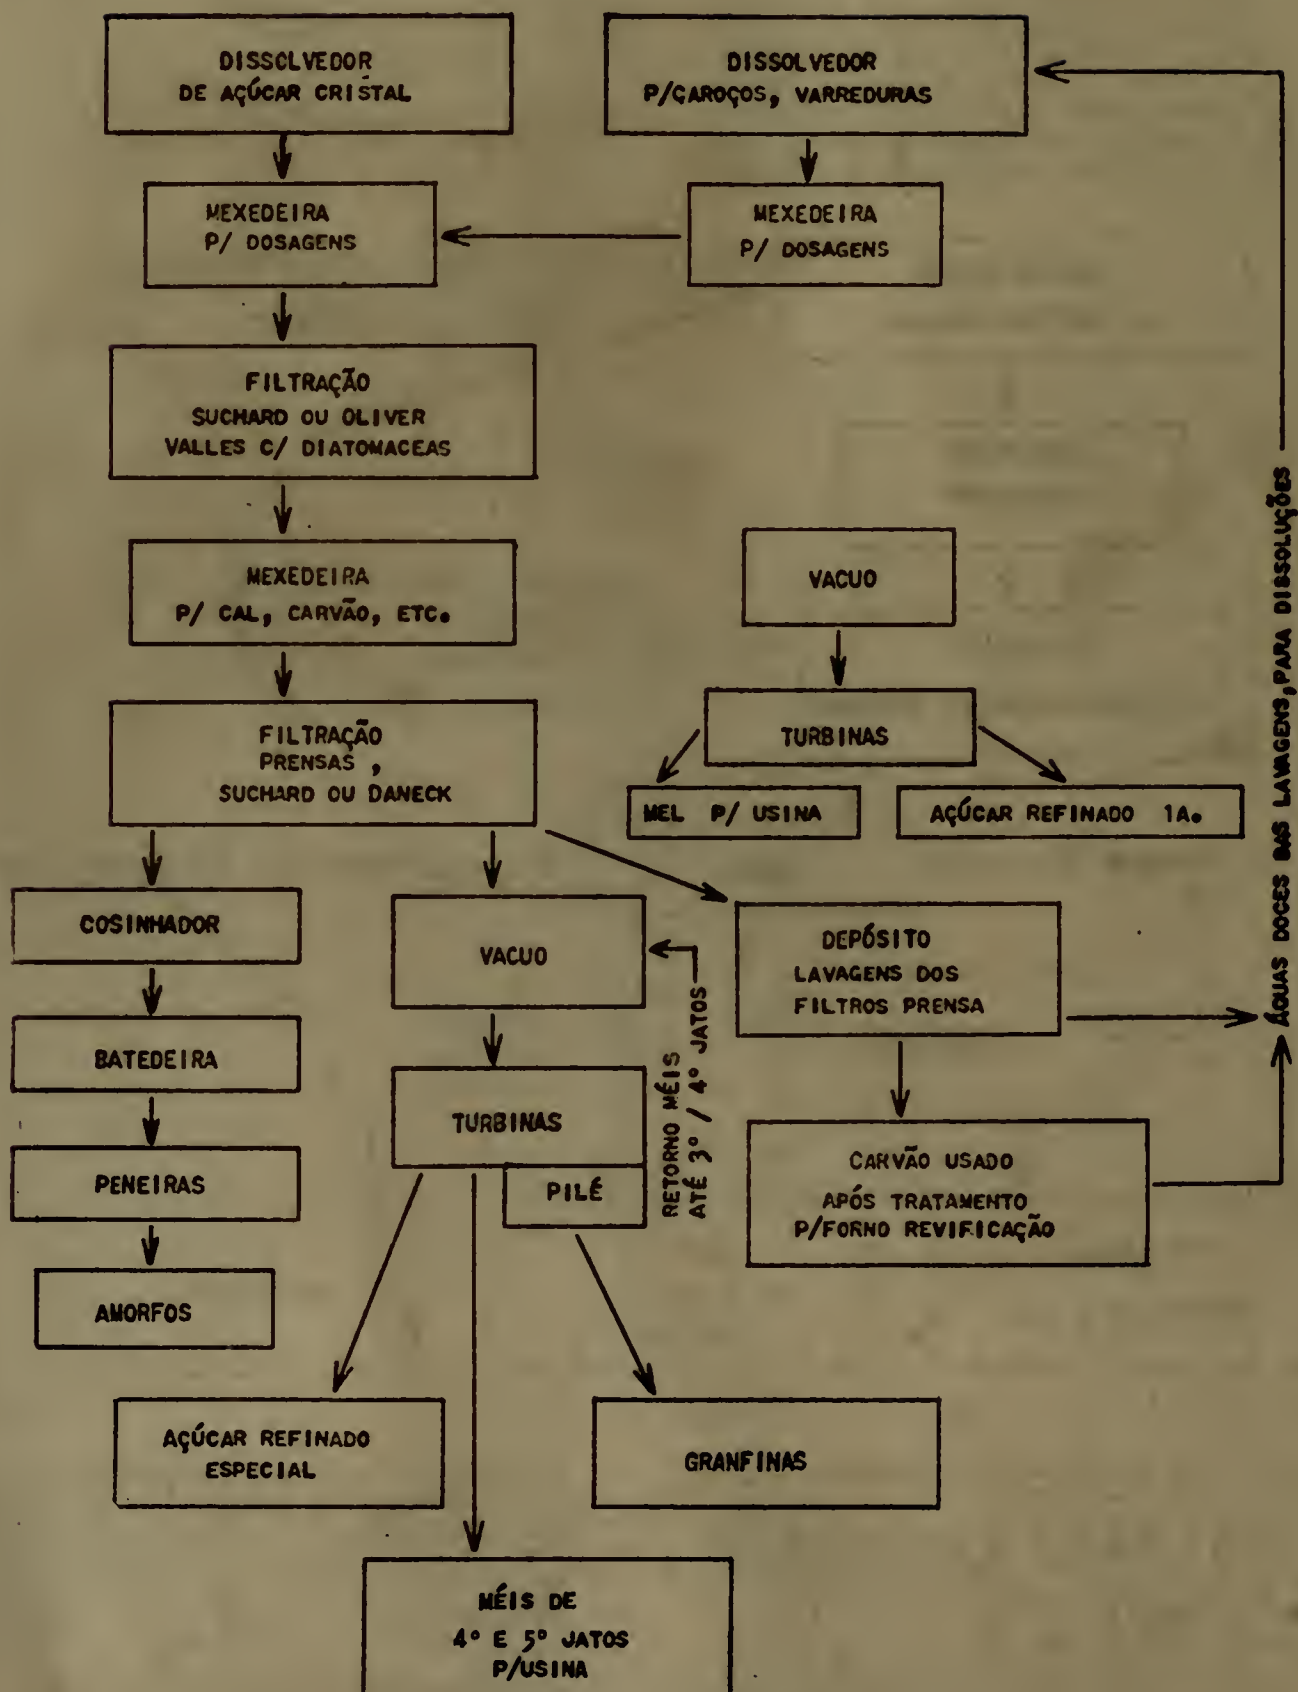 DISSOLVEDOR
DE AÇÚCAR CRISTAL
DISSOLVEDOR
P/CAROÇOS, VARREDURAS
MEXEDEIRA
P/ DOSAGENS
MEXEDEIRA
P/ DOSAGENS
FILTRAÇÃO
SUCHARD OU OLIVER
VALLES C/ DIATOMACEAS
MEXEDEIRA
P/ CAL, CARVÃO, ETC.
VACUO
FILTRAÇÃO
PRENSAS ,
SUCHARD OU DANECK
TURBINAS
MEL P/ USINA
AÇÚCAR REFINADO 1A.
ÁGUAS DOCES DAS LAVAGENS, PARA DISSOLUÇÕES
COSINHADOR
VACUO
DEPÓSITO
LAVAGENS DOS
FILTROS PRENSA
RETORNO MÉIS
ATÉ 3° / 4° JATOS
BATEDEIRA
TURBINAS
PILÉ
PENEIRAS
CARVÃO USADO
APÓS TRATAMENTO
P/FORNO REVIFICAÇÃO
AMORFOS
AÇÚCAR REFINADO
ESPECIAL
GRANFINAS
MÉIS DE
4° E 5° JATOS
P/USINA